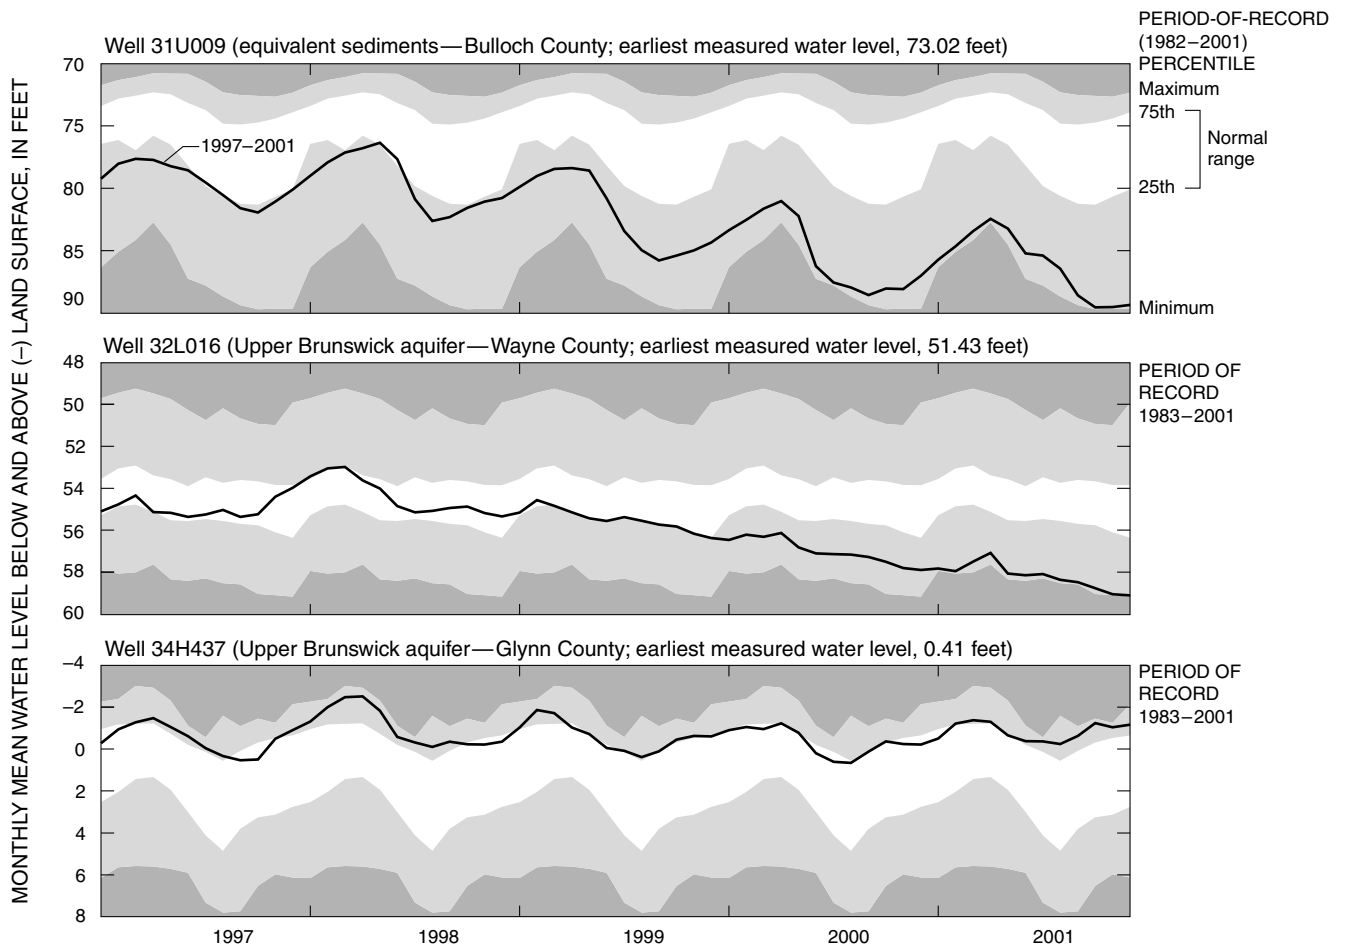 PERIOD-OF-RECORD
(1982–2001)
PERCENTILE
Maximum
75th
Normal
range
25th
Minimum
MONTHLY MEAN WATER LEVEL BELOW AND ABOVE (–) LAND SURFACE, IN FEET
Well 31U009 (equivalent sediments—Bulloch County; earliest measured water level, 73.02 feet)
70
75
80
85
90
1997–2001
Well 32L016 (Upper Brunswick aquifer—Wayne County; earliest measured water level, 51.43 feet)
48
50
52
54
56
58
60
PERIOD OF
RECORD
1983–2001
Well 34H437 (Upper Brunswick aquifer—Glynn County; earliest measured water level, 0.41 feet)
–4
–2
0
2
4
6
8
PERIOD OF
RECORD
1983–2001
1997 1998 1999 2000 2001